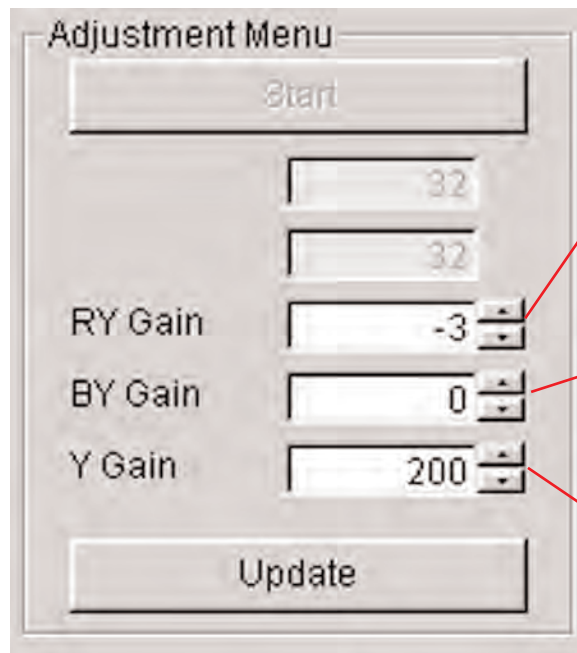 Adjustment Menu
Start
32
32
RY Gain -3
BY Gain 0
Y Gain 200
Update